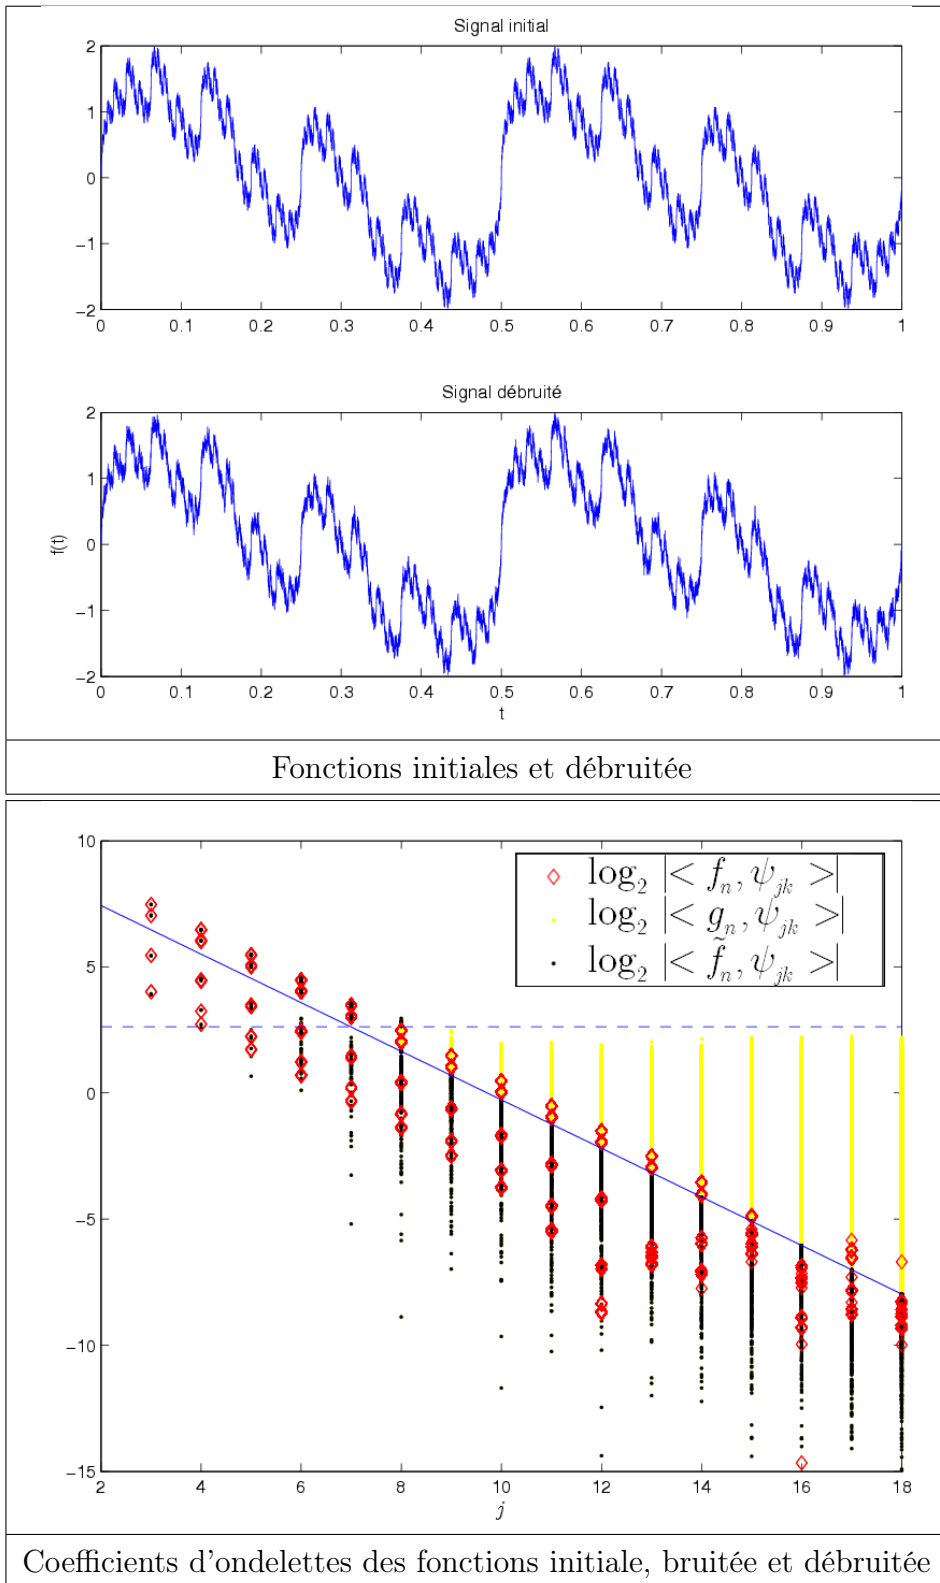 Signal initial
2
1
0
−1
−2
0 0.1 0.2 0.3 0.4 0.5 0.6 0.7 0.8 0.9 1
Signal débruité
2
1
0
−1
−2
f(t)
0 0.1 0.2 0.3 0.4 0.5 0.6 0.7 0.8 0.9 1
t
Fonctions initiales et débruitée
10
5
0
−5
−10
−15
log₂ |< fₙ, ψⱼₖ >|
log₂ |< gₙ, ψⱼₖ >|
log₂ |< f̃ₙ, ψⱼₖ >|
2 4 6 8 10 12 14 16 18
j
Coefficients d'ondelettes des fonctions initiale, bruitée et débruitée